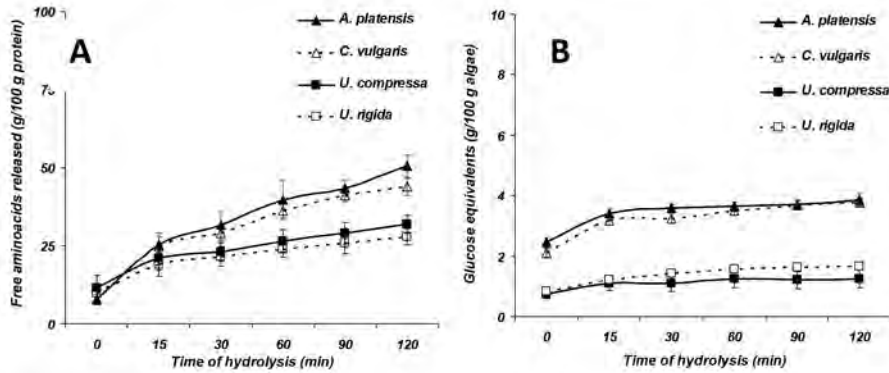 A
Free aminoacids released (g/100 g protein)
100
75
50
25
0
0 15 30 60 90 120
Time of hydrolysis (min)
A. platensis
C. vulgaris
U. compressa
U. rigida
B
Glucose equivalents (g/100 g algae)
10
8
6
4
2
0
0 15 30 60 90 120
Time of hydrolysis (min)
A. platensis
C. vulgaris
U. compressa
U. rigida